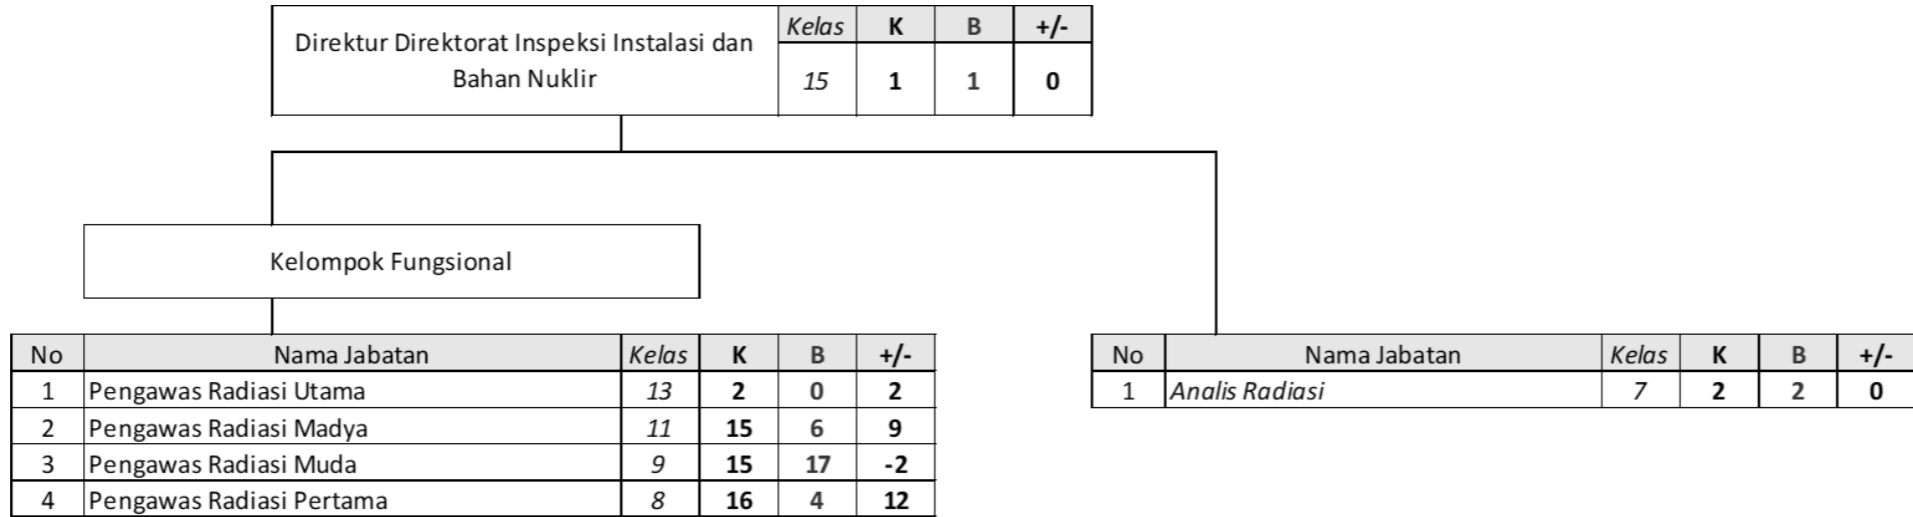 Direktur Direktorat Inspeksi Instalasi dan
Bahan Nuklir
Kelas K B +/-
15 1 1 0
Kelompok Fungsional
No Nama Jabatan Kelas K B +/-
1 Pengawas Radiasi Utama 13 2 0 2
2 Pengawas Radiasi Madya 11 15 6 9
3 Pengawas Radiasi Muda 9 15 17 -2
4 Pengawas Radiasi Pertama 8 16 4 12
No Nama Jabatan Kelas K B +/-
1 Analis Radiasi 7 2 2 0